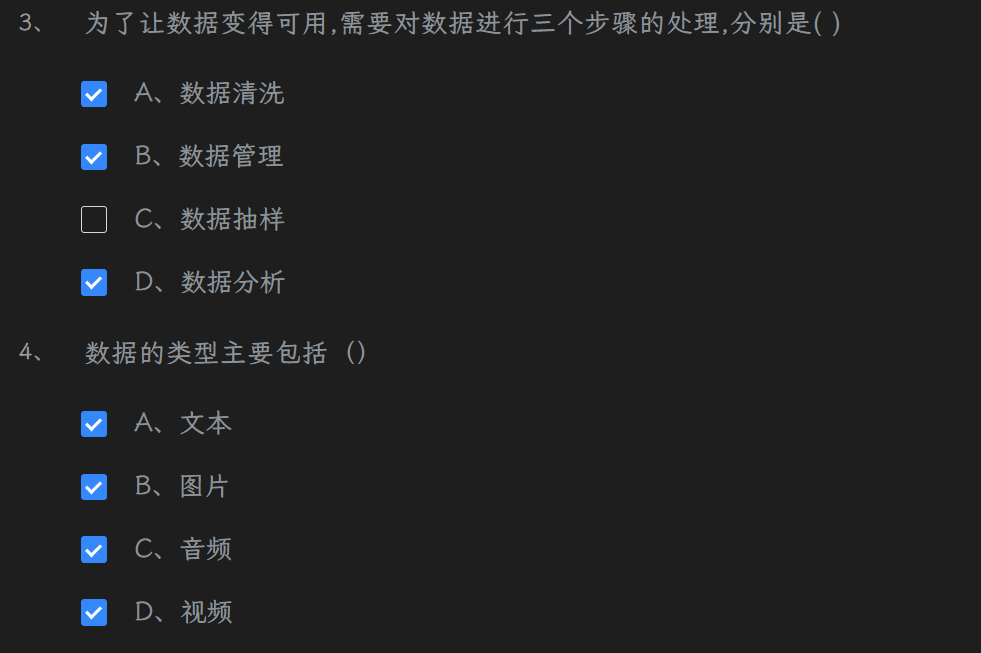 3、 为了让数据变得可用,需要对数据进行三个步骤的处理,分别是( )
A、数据清洗
B、数据管理
C、数据抽样
D、数据分析
4、 数据的类型主要包括 ()
A、文本
B、图片
C、音频
D、视频